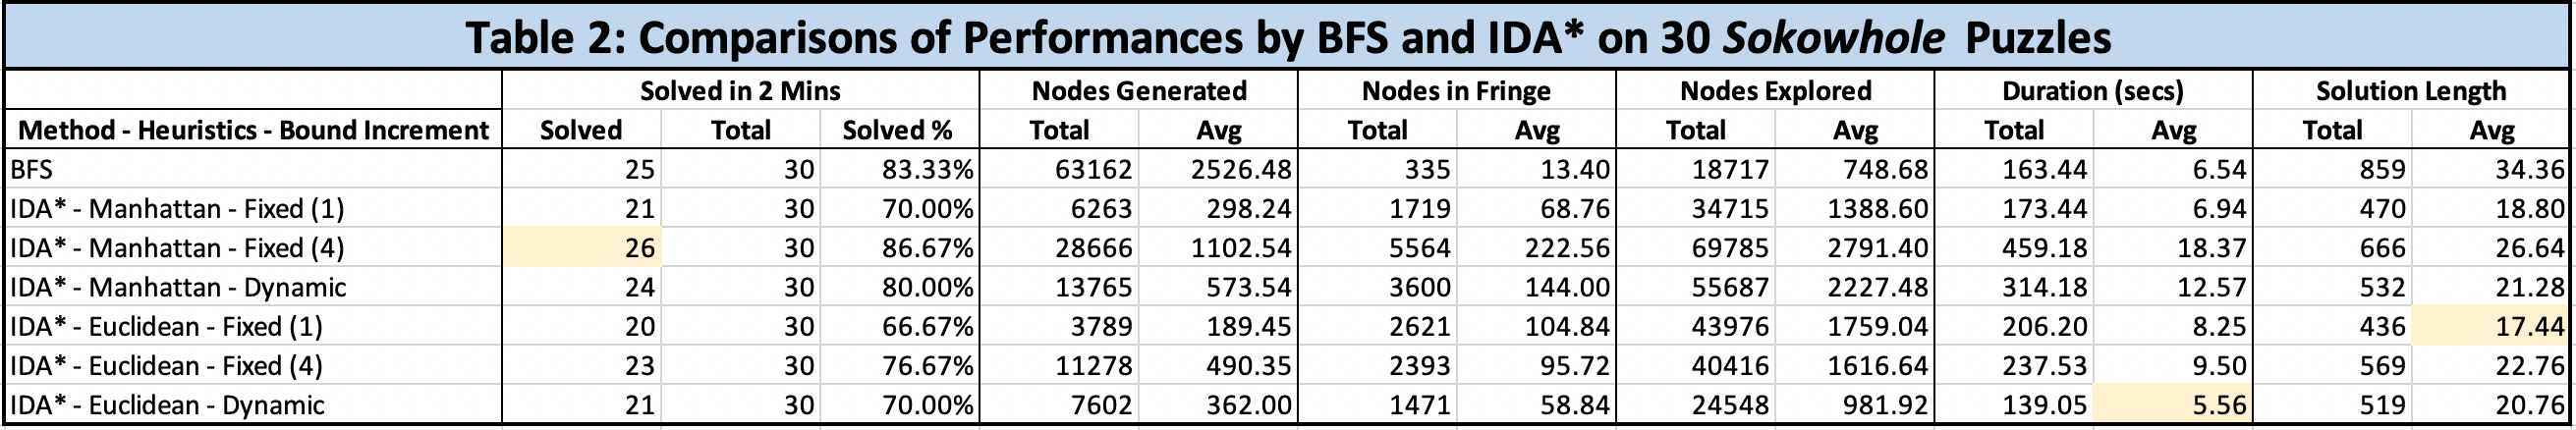 Table 2: Comparisons of Performances by BFS and IDA* on 30 Sokowhole Puzzles
Solved in 2 Mins Nodes Generated Nodes in Fringe Nodes Explored Duration (secs) Solution Length
Method - Heuristics - Bound Increment Solved Total Solved % Total Avg Total Avg Total Avg Total Avg Total Avg
BFS 25 30 83.33% 63162 2526.48 335 13.40 18717 748.68 163.44 6.54 859 34.36
IDA* - Manhattan - Fixed (1) 21 30 70.00% 6263 298.24 1719 68.76 34715 1388.60 173.44 6.94 470 18.80
IDA* - Manhattan - Fixed (4) 26 30 86.67% 28666 1102.54 5564 222.56 69785 2791.40 459.18 18.37 666 26.64
IDA* - Manhattan - Dynamic 24 30 80.00% 13765 573.54 3600 144.00 55687 2227.48 314.18 12.57 532 21.28
IDA* - Euclidean - Fixed (1) 20 30 66.67% 3789 189.45 2621 104.84 43976 1759.04 206.20 8.25 436 17.44
IDA* - Euclidean - Fixed (4) 23 30 76.67% 11278 490.35 2393 95.72 40416 1616.64 237.53 9.50 569 22.76
IDA* - Euclidean - Dynamic 21 30 70.00% 7602 362.00 1471 58.84 24548 981.92 139.05 5.56 519 20.76